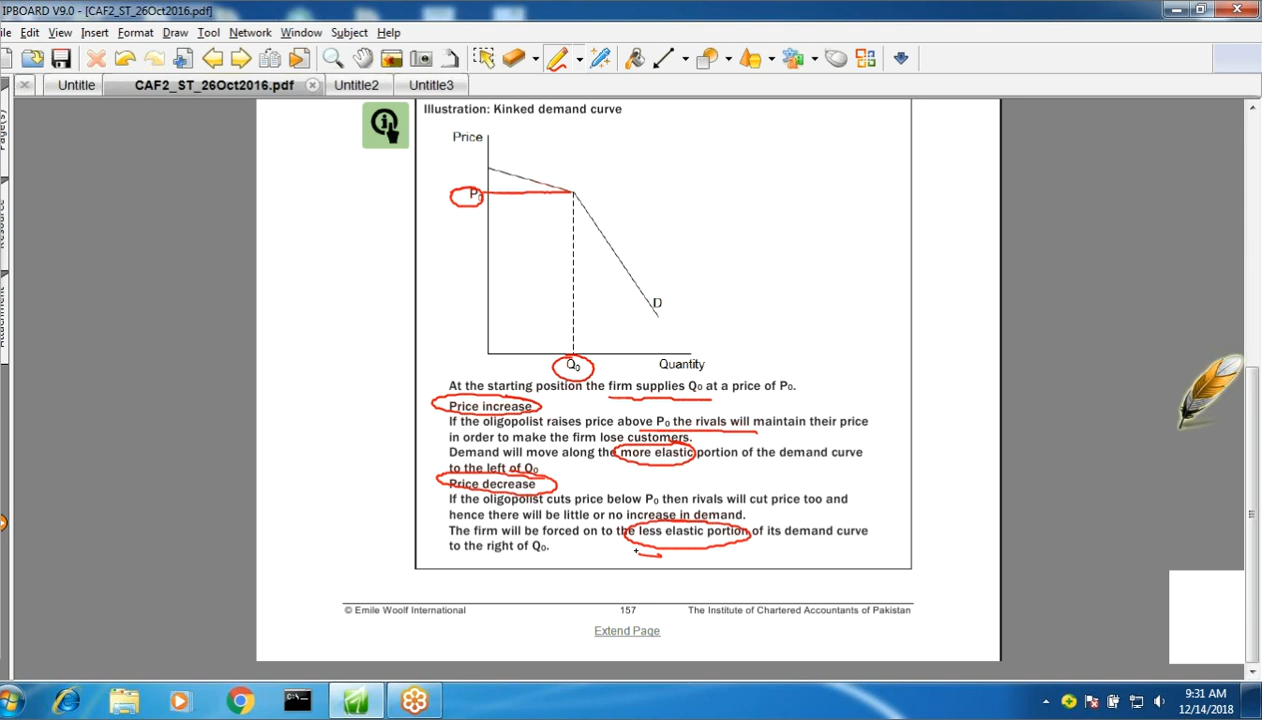 IPBOARD V9.0 - [CAF2_ST_26Oct2016.pdf]
ile Edit View Insert Format Draw Tool Network Window Subject Help
Untitle CAF2_ST_26Oct2016.pdf Untitle2 Untitle3
Page(s)
Resource
Attachment
Illustration: Kinked demand curve
Price
P₀
D
Q₀ Quantity
At the starting position the firm supplies Q₀ at a price of P₀.
Price increase
If the oligopolist raises price above P₀ the rivals will maintain their price
in order to make the firm lose customers.
Demand will move along the more elastic portion of the demand curve
to the left of Q₀
Price decrease
If the oligopolist cuts price below P₀ then rivals will cut price too and
hence there will be little or no increase in demand.
The firm will be forced on to the less elastic portion of its demand curve
to the right of Q₀.
© Emile Woolf International 157 The Institute of Chartered Accountants of Pakistan
Extend Page
9:31 AM
12/14/2018